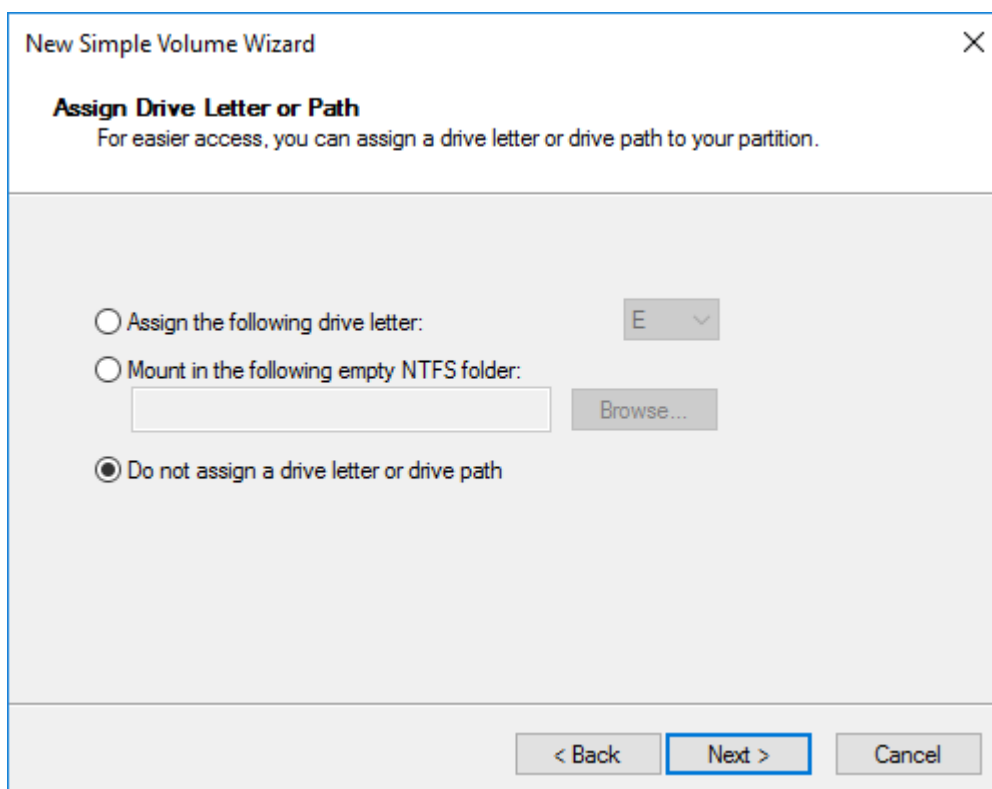 New Simple Volume Wizard
Assign Drive Letter or Path
For easier access, you can assign a drive letter or drive path to your partition.
Assign the following drive letter: E
Mount in the following empty NTFS folder:
Browse...
Do not assign a drive letter or drive path
< Back Next > Cancel